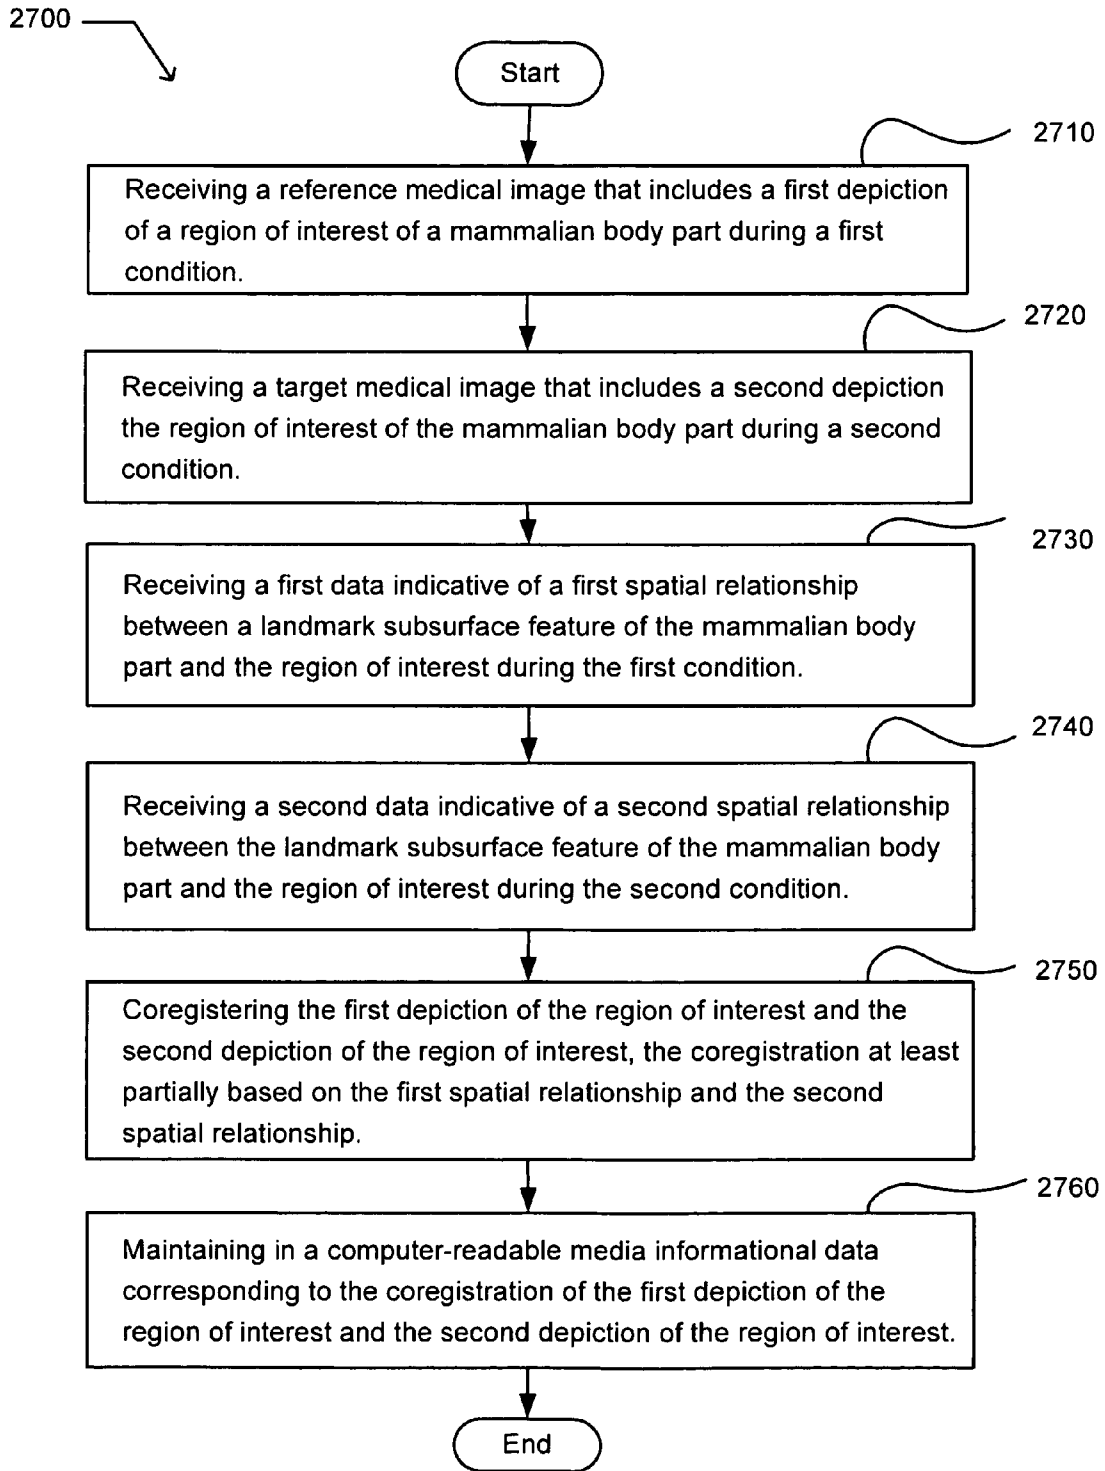 2700
Start
2710
Receiving a reference medical image that includes a first depiction
of a region of interest of a mammalian body part during a first
condition.
2720
Receiving a target medical image that includes a second depiction
the region of interest of the mammalian body part during a second
condition.
2730
Receiving a first data indicative of a first spatial relationship
between a landmark subsurface feature of the mammalian body
part and the region of interest during the first condition.
2740
Receiving a second data indicative of a second spatial relationship
between the landmark subsurface feature of the mammalian body
part and the region of interest during the second condition.
2750
Coregistering the first depiction of the region of interest and the
second depiction of the region of interest, the coregistration at least
partially based on the first spatial relationship and the second
spatial relationship.
2760
Maintaining in a computer-readable media informational data
corresponding to the coregistration of the first depiction of the
region of interest and the second depiction of the region of interest.
End